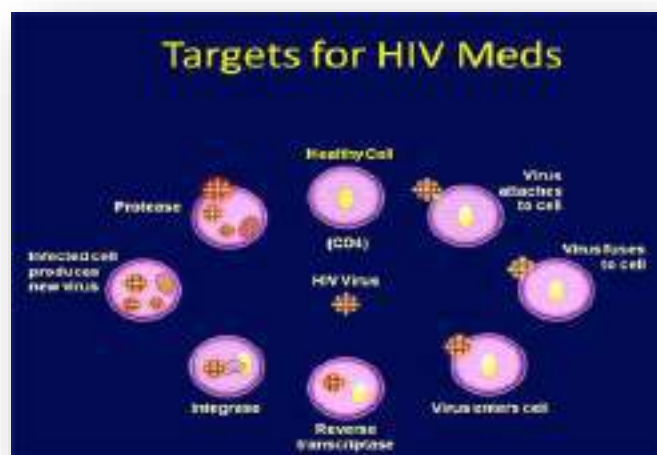 Targets for HIV Meds
Healthy Cell
(CD4)
Virus
attaches
to cell
Virus fuses
to cell
Virus enters cell
Reverse
transcriptase
Integrase
Infected cell
produces
new virus
Protease
HIV Virus